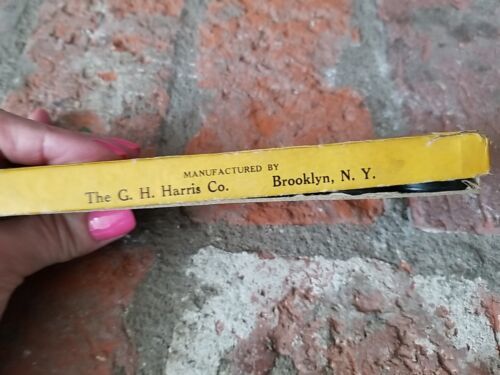 MANUFACTURED BY
The G. H. Harris Co. Brooklyn, N. Y.